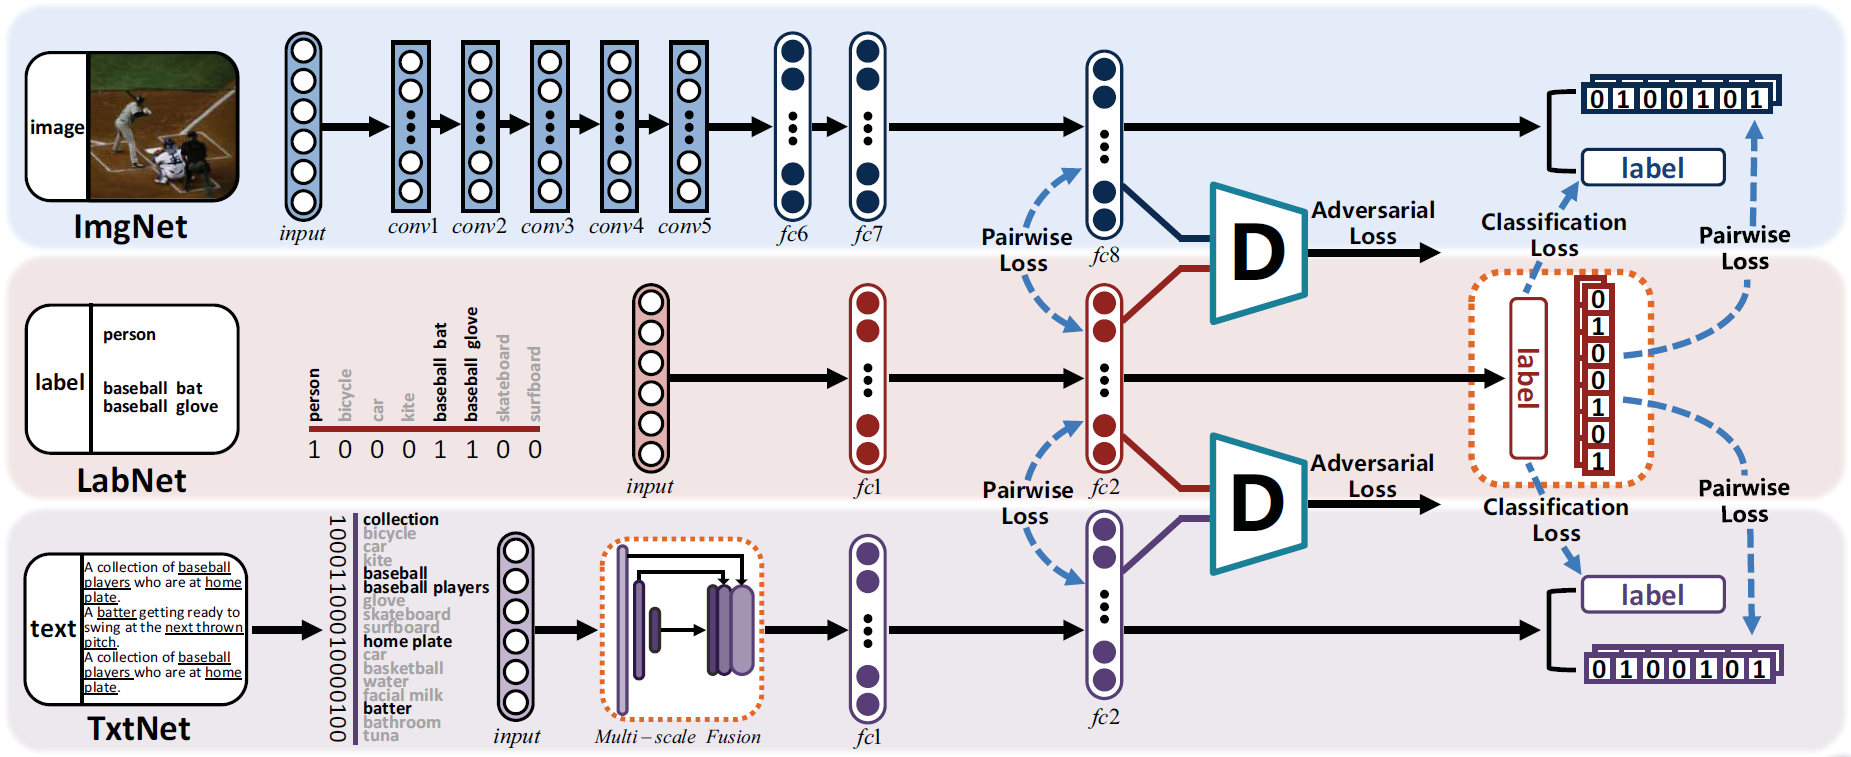 image
ImgNet
input
conv1
conv2
conv3
conv4
conv5
fc6
fc7
fc8
Pairwise
Loss
D
Adversarial
Loss
Classification
Loss
Pairwise
Loss
0 1 0 0 1 0 1
label
label
person
baseball bat
baseball glove
LabNet
person
bicycle
car
kite
baseball bat
baseball glove
skateboard
surfboard
1 0 0 0 1 1 0 0
input
fc1
fc2
label
0
1
0
0
1
0
1
Pairwise
Loss
D
Adversarial
Loss
Classification
Loss
Pairwise
Loss
text
A collection of baseball
players who are at home
plate.
A batter getting ready to
swing at the next thrown
pitch.
A collection of baseball
players who are at home
plate.
TxtNet
10001100010000100
collection
bicycle
car
kite
baseball
baseball players
glove
skateboard
surfboard
home plate
car
basketball
water
facial milk
batter
bathroom
tuna
input
Multi-scale Fusion
fc1
fc2
label
0 1 0 0 1 0 1